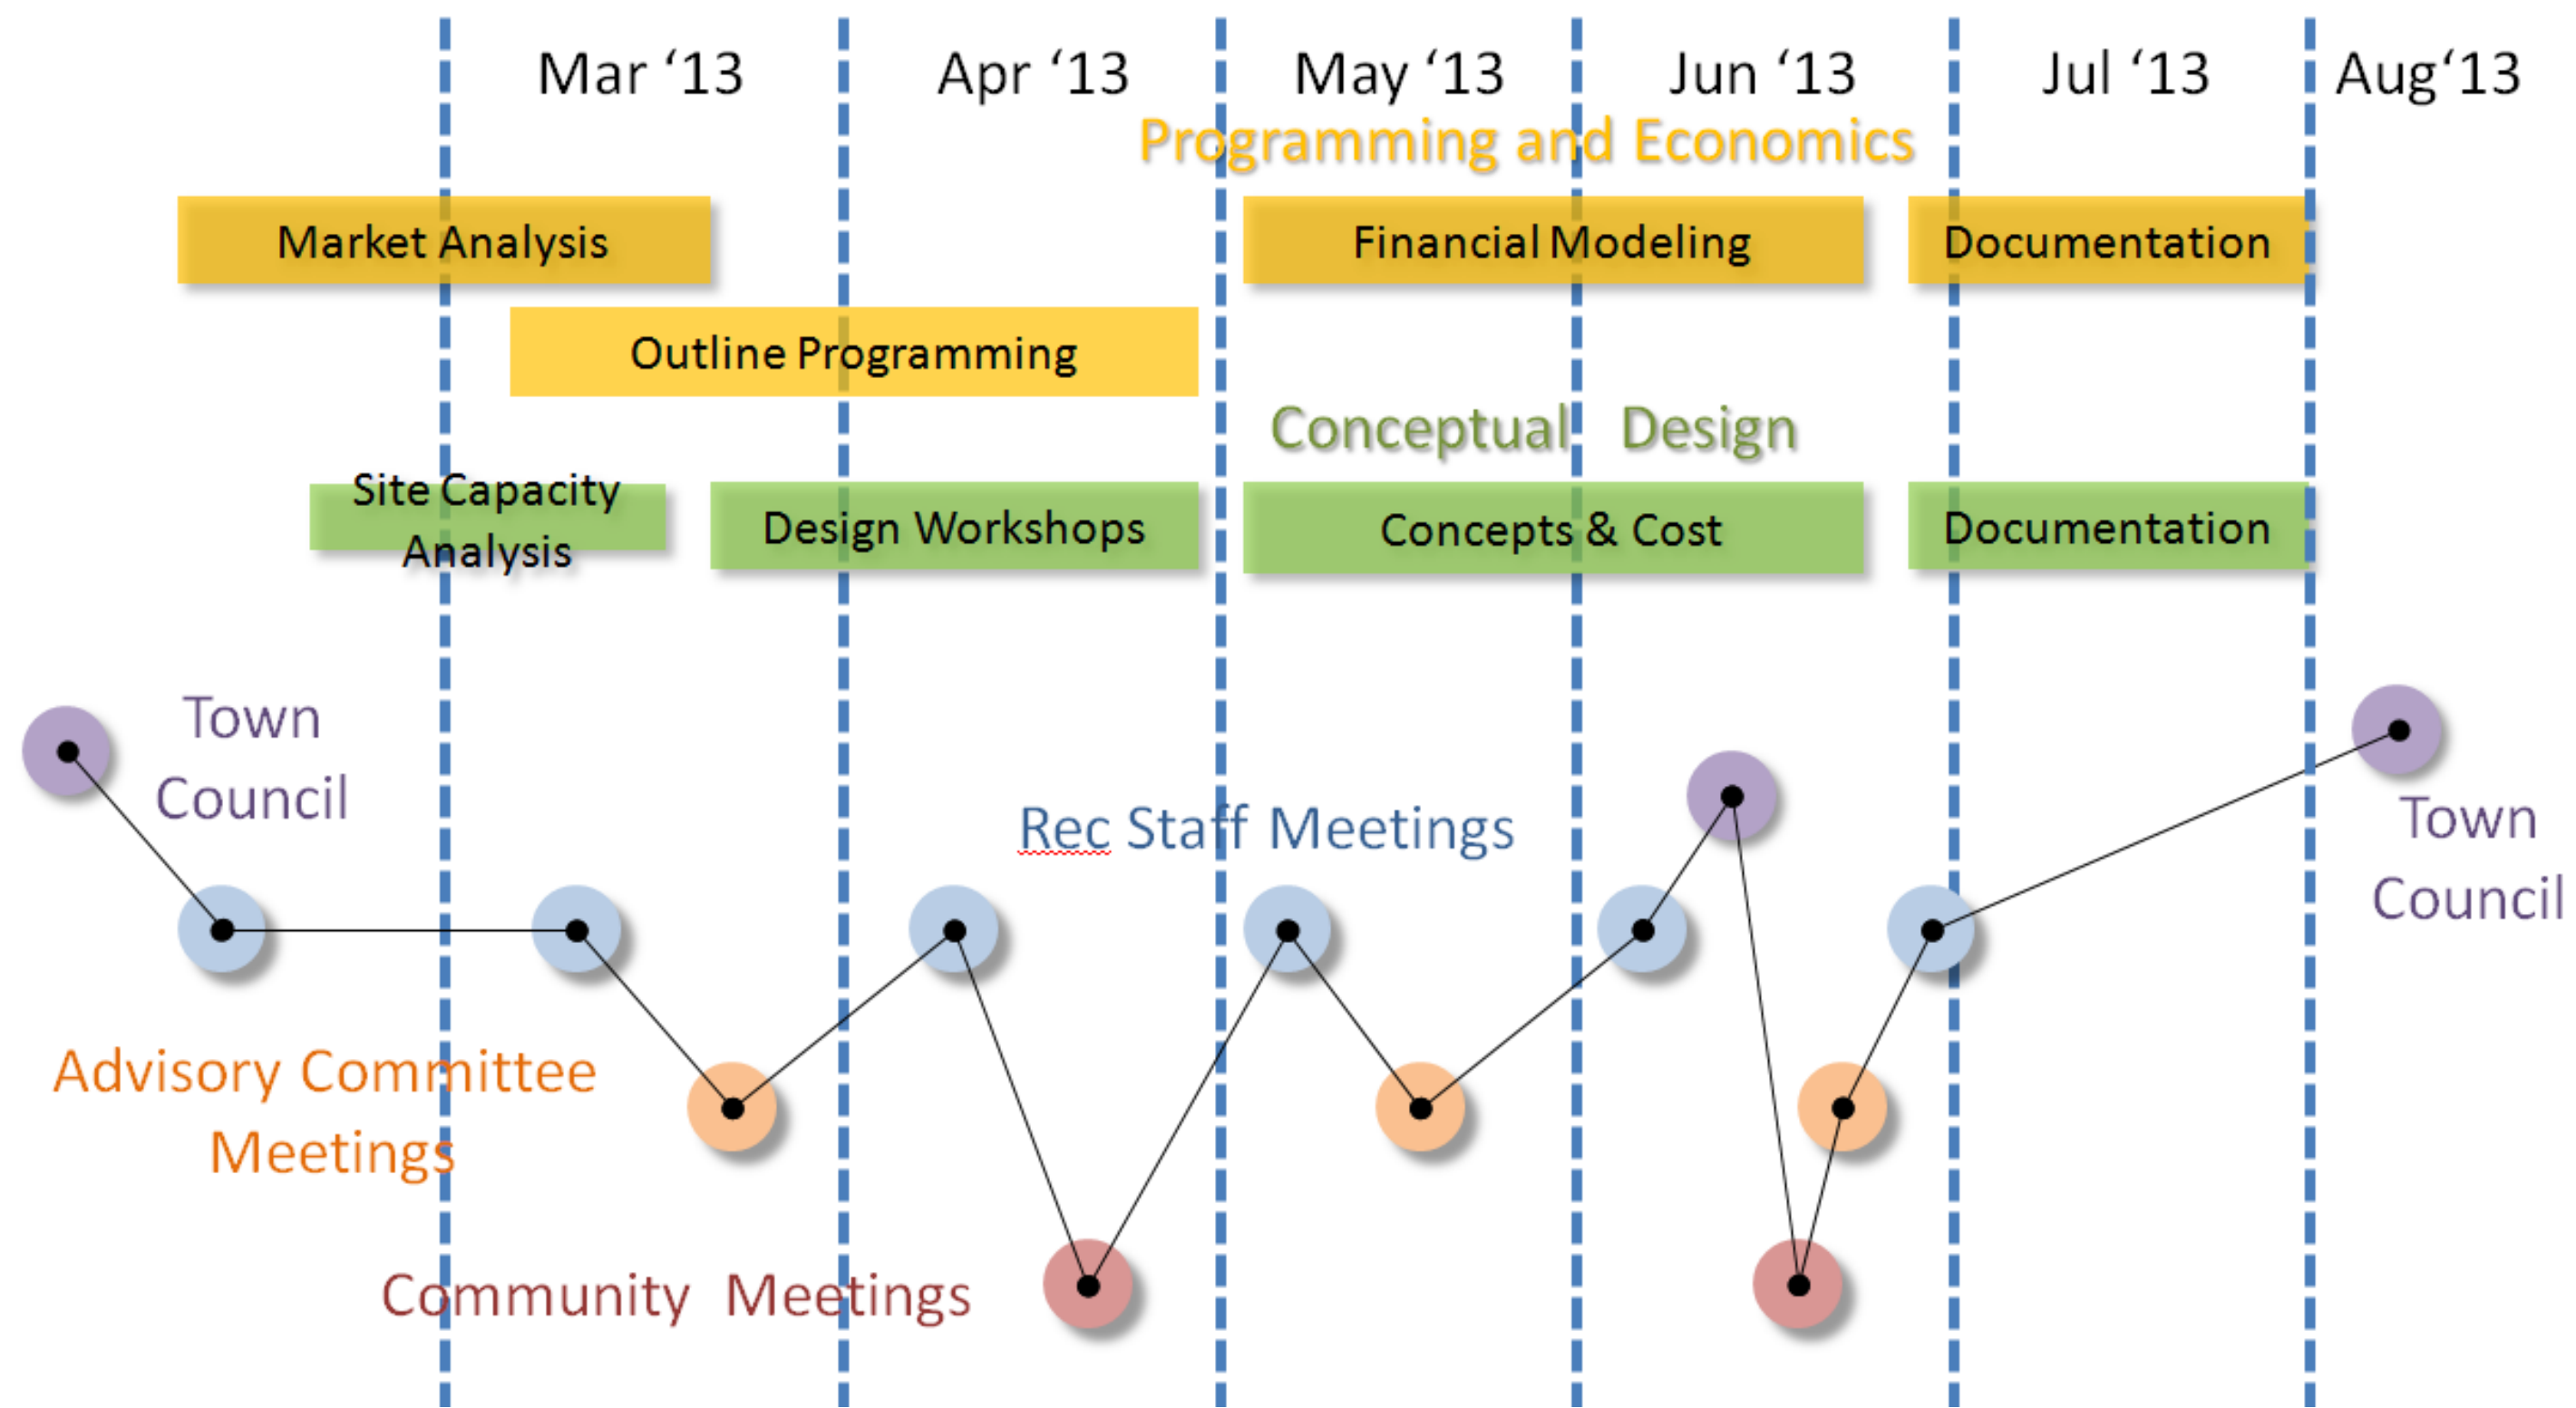 Mar ‘13
Apr ‘13
May ‘13
Jun ‘13
Jul ‘13
Aug‘13
Programming and Economics
Market Analysis
Financial Modeling
Documentation
Outline Programming
Conceptual Design
Site Capacity
Analysis
Design Workshops
Concepts & Cost
Documentation
Town
Council
Rec Staff Meetings
Town
Council
Advisory Committee
Meetings
Community Meetings